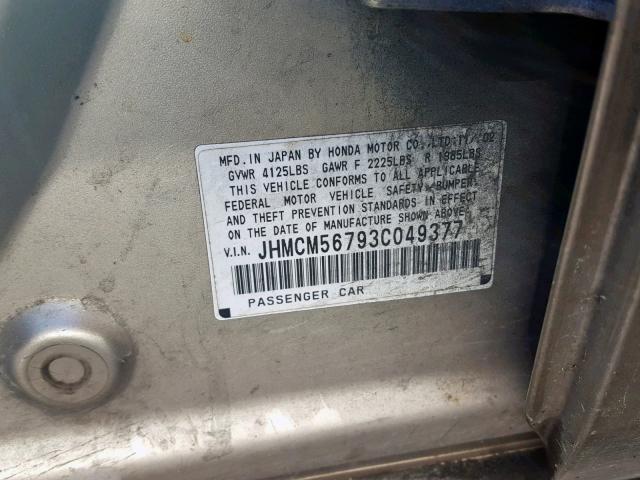 MFD. IN JAPAN BY HONDA MOTOR CO., LTD. 11/02
GVWR 4125LBS GAWR F 2225LBS R 1985LBS
THIS VEHICLE CONFORMS TO ALL APPLICABLE
FEDERAL MOTOR VEHICLE SAFETY, BUMPER,
AND THEFT PREVENTION STANDARDS IN EFFECT
ON THE DATE OF MANUFACTURE SHOWN ABOVE.
V.I.N. JHMCM56793C049377
PASSENGER CAR